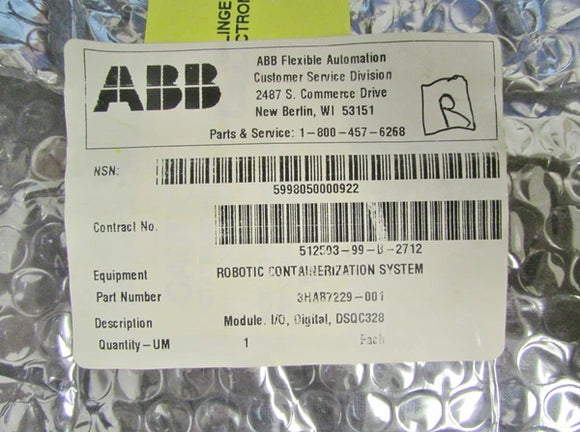 LINGE
CTRON
ABB
ABB Flexible Automation
Customer Service Division
2487 S. Commerce Drive
New Berlin, WI 53151
Parts & Service: 1-800-457-6268
R
NSN:
5998050000922
Contract No.
512503-99-B-2712
Equipment ROBOTIC CONTAINERIZATION SYSTEM
Part Number 3HAB7229-001
Description Module. I/O, Digital, DSQC328
Quantity-UM 1 Each